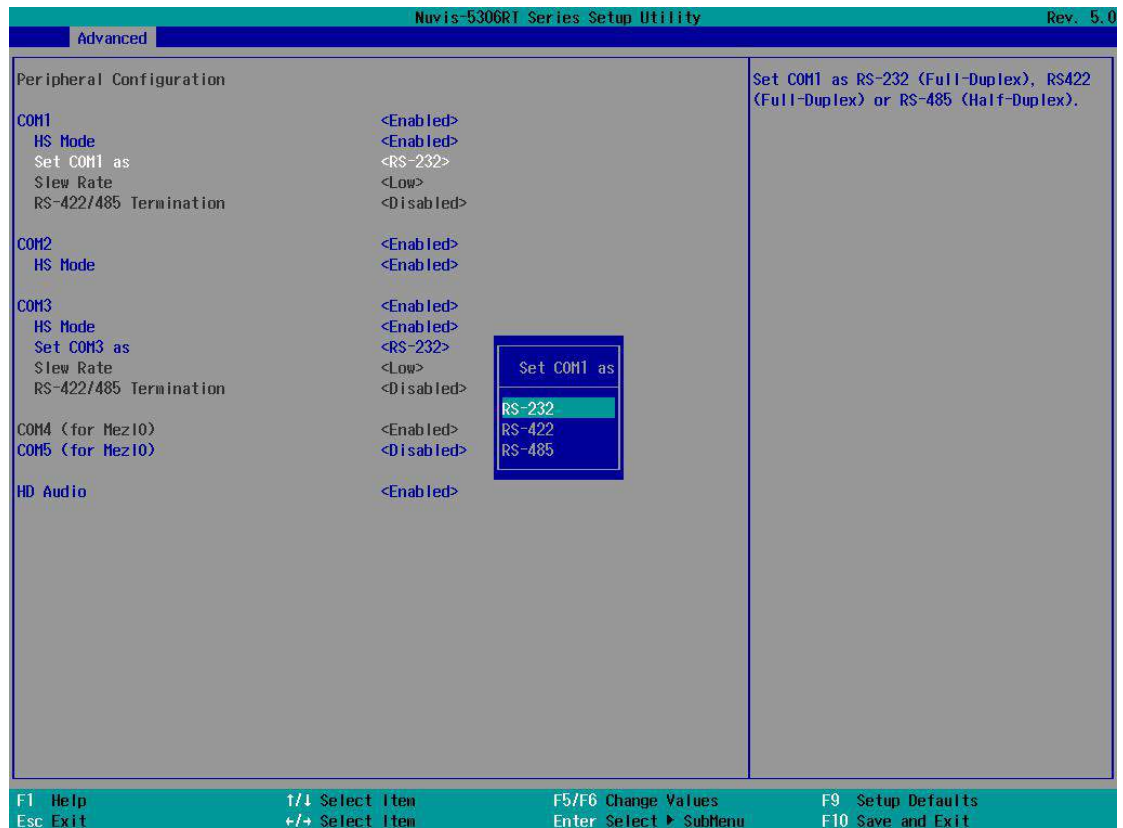 Nuvis-5306RT Series Setup Utility Rev. 5.0
Advanced
Peripheral Configuration
COM1 <Enabled>
HS Mode <Enabled>
Set COM1 as <RS-232>
Slew Rate <Low>
RS-422/485 Termination <Disabled>
COM2 <Enabled>
HS Mode <Enabled>
COM3 <Enabled>
HS Mode <Enabled>
Set COM3 as <RS-232>
Slew Rate <Low>
RS-422/485 Termination <Disabled>
COM4 (for MezIO) <Enabled>
COM5 (for MezIO) <Disabled>
HD Audio <Enabled>
Set COM1 as
RS-232
RS-422
RS-485
Set COM1 as RS-232 (Full-Duplex), RS422
(Full-Duplex) or RS-485 (Half-Duplex).
F1 Help ↑/↓ Select Item F5/F6 Change Values F9 Setup Defaults
Esc Exit ←/→ Select Item Enter Select ▶ SubMenu F10 Save and Exit